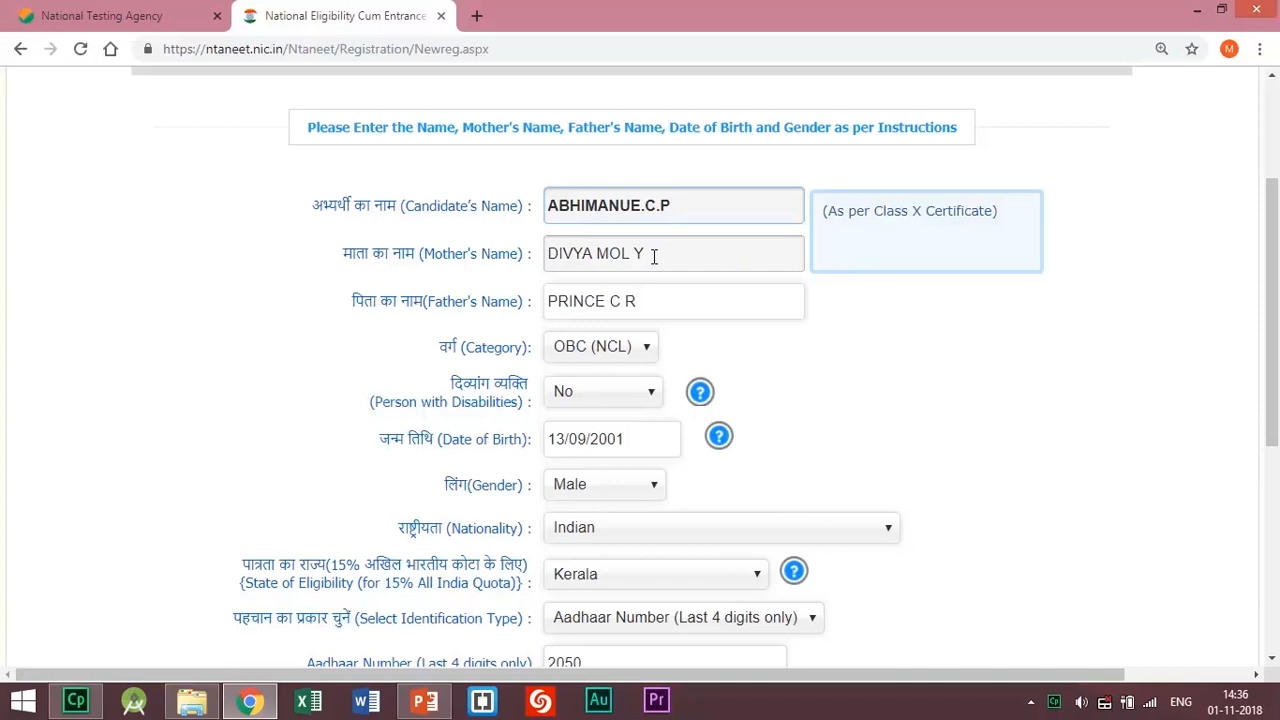 National Testing Agency
National Eligibility Cum Entrance
https://ntaneet.nic.in/Ntaneet/Registration/Newreg.aspx
M
Please Enter the Name, Mother's Name, Father's Name, Date of Birth and Gender as per Instructions
अभ्यर्थी का नाम (Candidate's Name) : ABHIMANUE.C.P (As per Class X Certificate)
माता का नाम (Mother's Name) : DIVYA MOL Y
पिता का नाम(Father's Name) : PRINCE C R
वर्ग (Category): OBC (NCL)
दिव्यांग व्यक्ति
(Person with Disabilities) : No ?
जन्म तिथि (Date of Birth): 13/09/2001 ?
लिंग(Gender) : Male
राष्ट्रीयता (Nationality) : Indian
पात्रता का राज्य(15% अखिल भारतीय कोटा के लिए)
{State of Eligibility (for 15% All India Quota)} : Kerala ?
पहचान का प्रकार चुनें (Select Identification Type) : Aadhaar Number (Last 4 digits only)
Aadhaar Number (Last 4 digits only) 2050
Cp Au Pr Cp ENG 14:36
01-11-2018